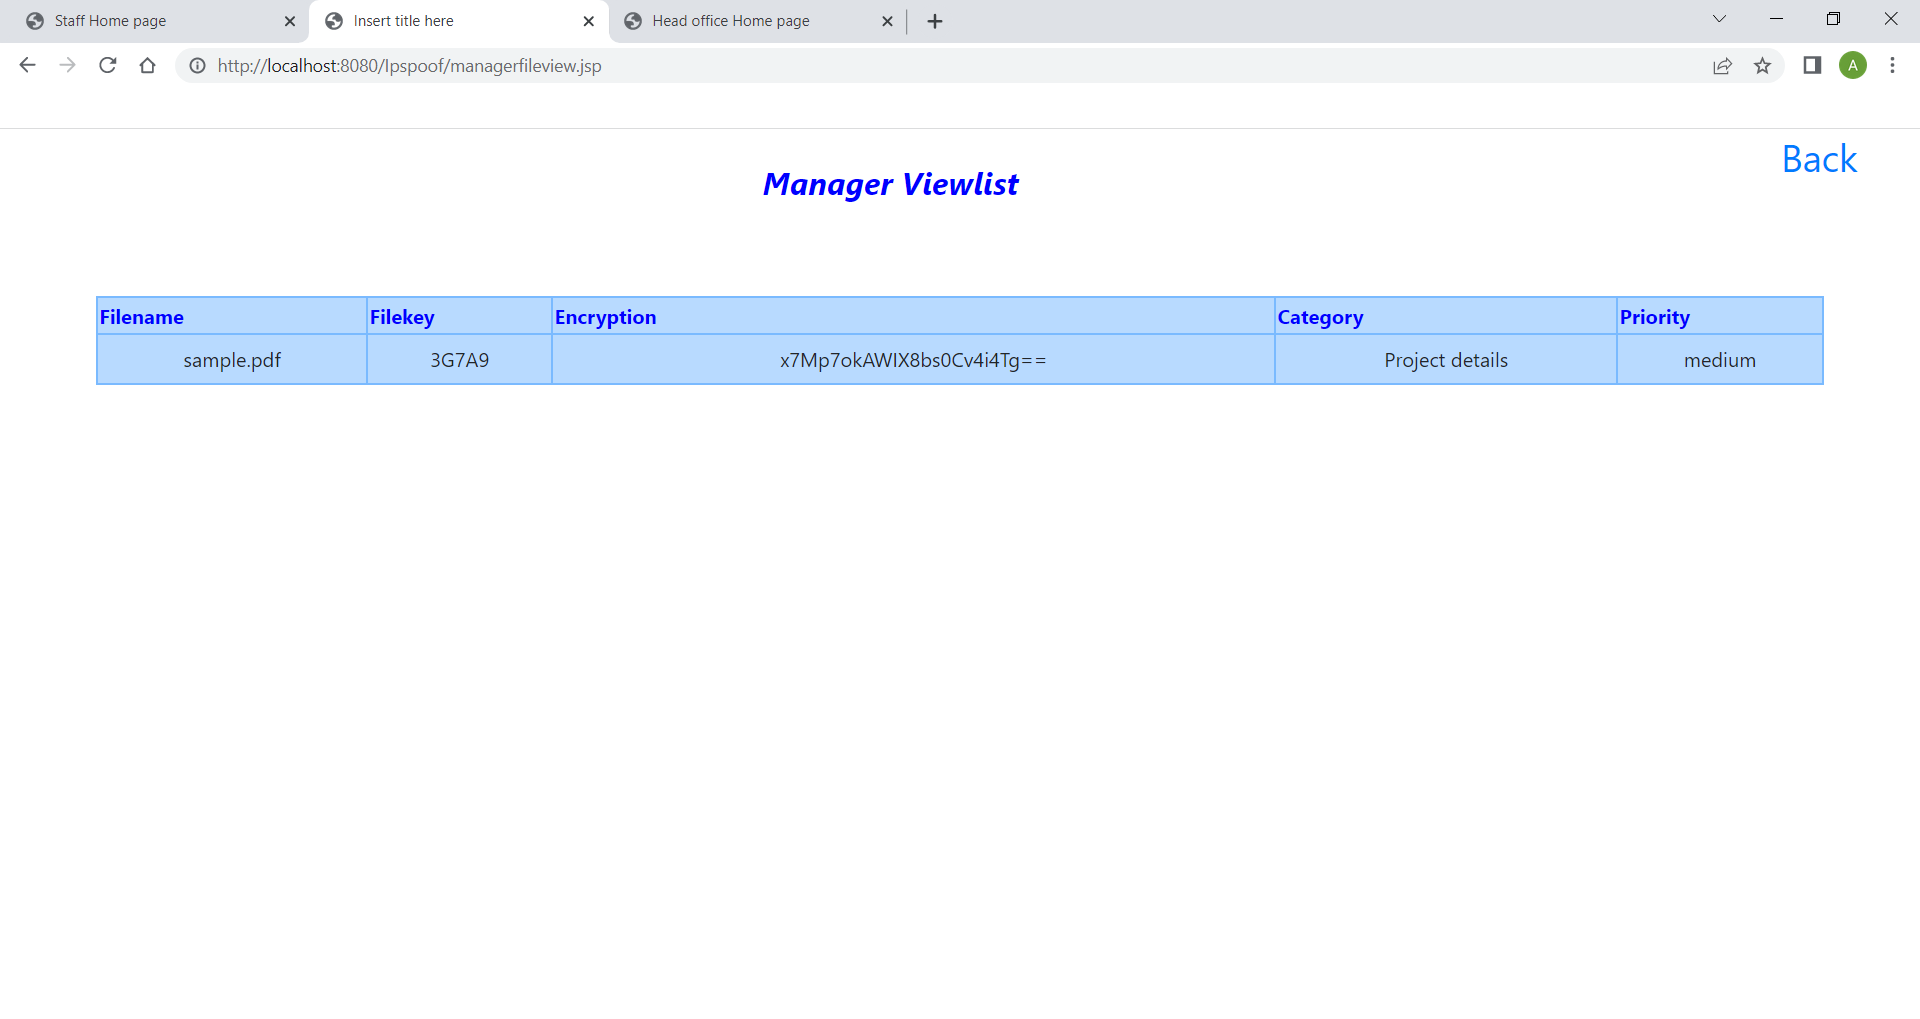 Staff Home page
Insert title here
Head office Home page
http://localhost:8080/Ipspoof/managerfileview.jsp
A
Back
Manager Viewlist
Filename Filekey Encryption Category Priority
sample.pdf 3G7A9 x7Mp7okAWIX8bs0Cv4i4Tg== Project details medium